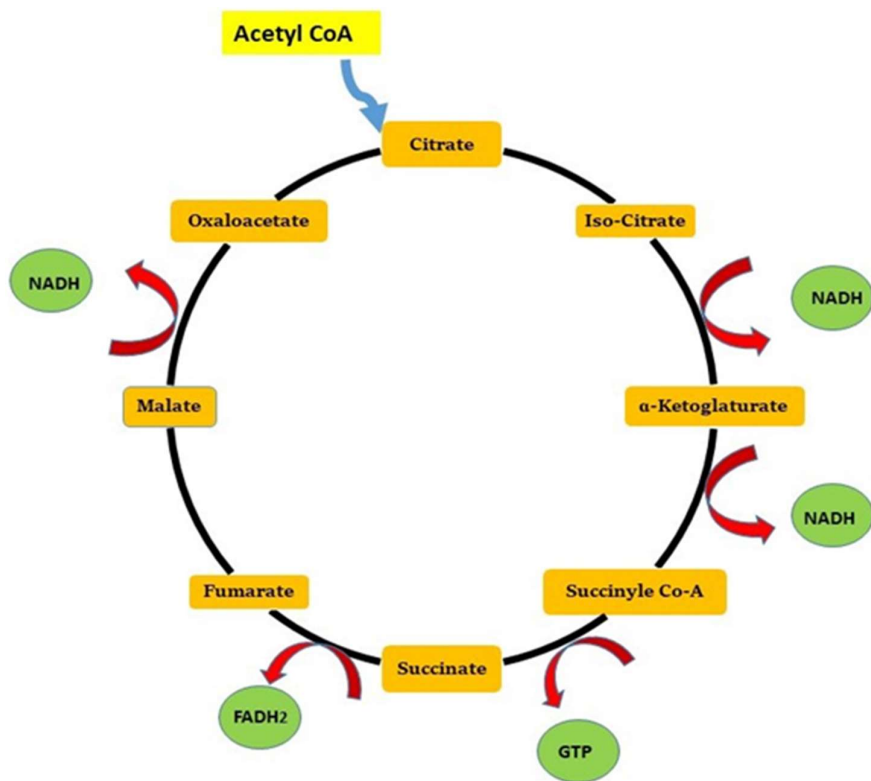 Acetyl CoA
Citrate
Oxaloacetate
Iso-Citrate
NADH
NADH
Malate
α-Ketoglaturate
NADH
Fumarate
Succinyle Co-A
Succinate
FADH2
GTP